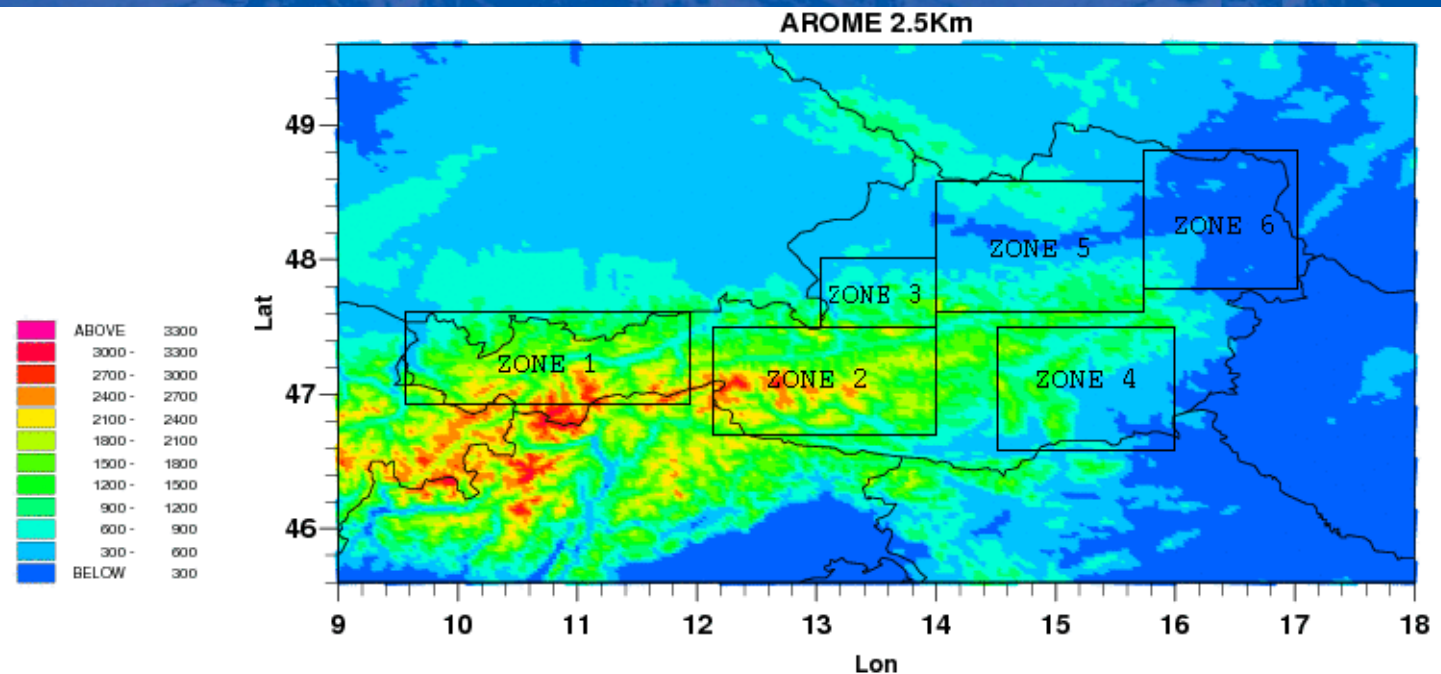 AROME 2.5Km
49
48
47
46
Lat
ZONE 1
ZONE 2
ZONE 3
ZONE 4
ZONE 5
ZONE 6
ABOVE 3300
3000 - 3300
2700 - 3000
2400 - 2700
2100 - 2400
1800 - 2100
1500 - 1800
1200 - 1500
900 - 1200
600 - 900
300 - 600
BELOW 300
9 10 11 12 13 14 15 16 17 18
Lon